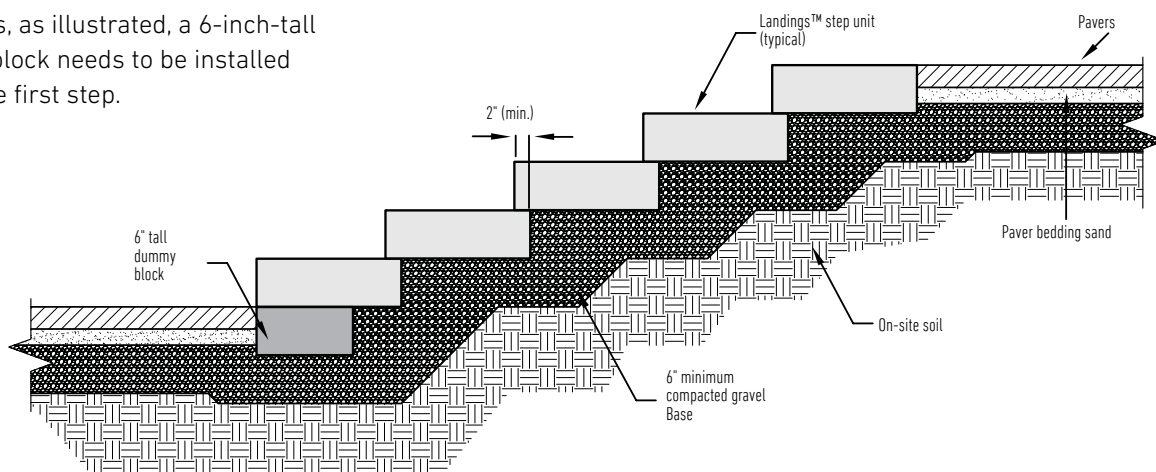 s, as illustrated, a 6-inch-tall
block needs to be installed
e first step.
Landings™ step unit
(typical)
Pavers
2" (min.)
6" tall
dummy
block
Paver bedding sand
On-site soil
6" minimum
compacted gravel
Base